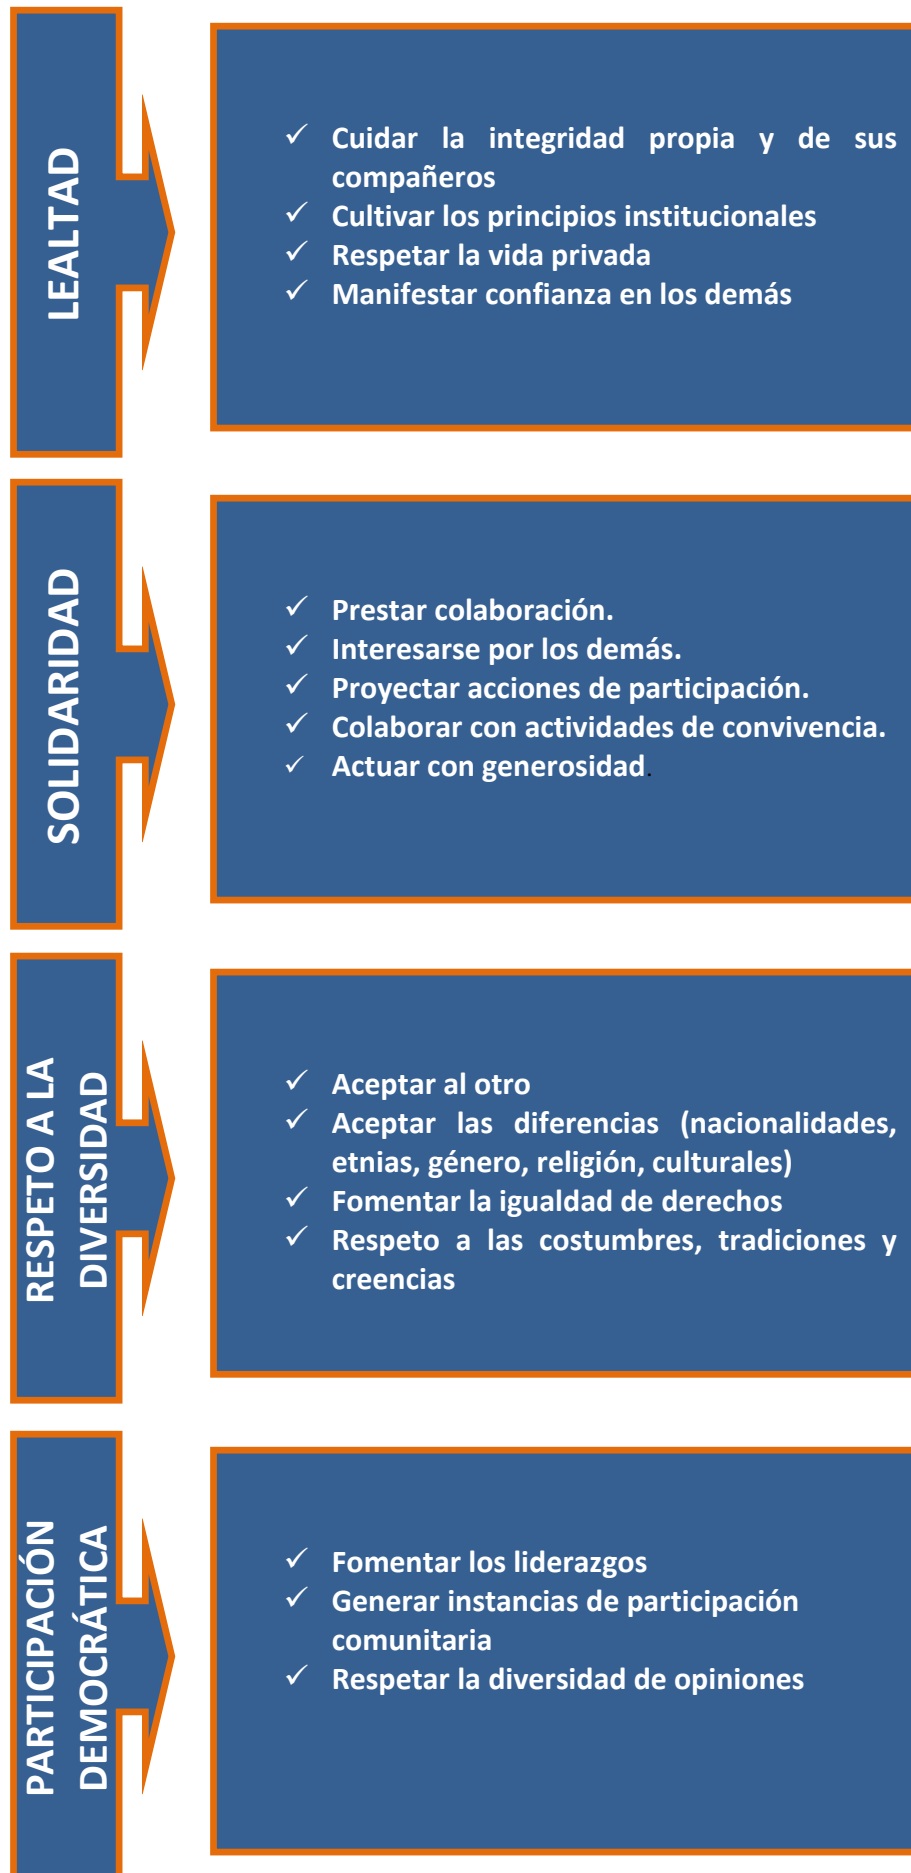 LEALTAD
✓ Cuidar la integridad propia y de sus
compañeros
✓ Cultivar los principios institucionales
✓ Respetar la vida privada
✓ Manifestar confianza en los demás
SOLIDARIDAD
✓ Prestar colaboración.
✓ Interesarse por los demás.
✓ Proyectar acciones de participación.
✓ Colaborar con actividades de convivencia.
✓ Actuar con generosidad.
RESPETO A LA
DIVERSIDAD
✓ Aceptar al otro
✓ Aceptar las diferencias (nacionalidades,
etnias, género, religión, culturales)
✓ Fomentar la igualdad de derechos
✓ Respeto a las costumbres, tradiciones y
creencias
PARTICIPACIÓN
DEMOCRÁTICA
✓ Fomentar los liderazgos
✓ Generar instancias de participación
comunitaria
✓ Respetar la diversidad de opiniones